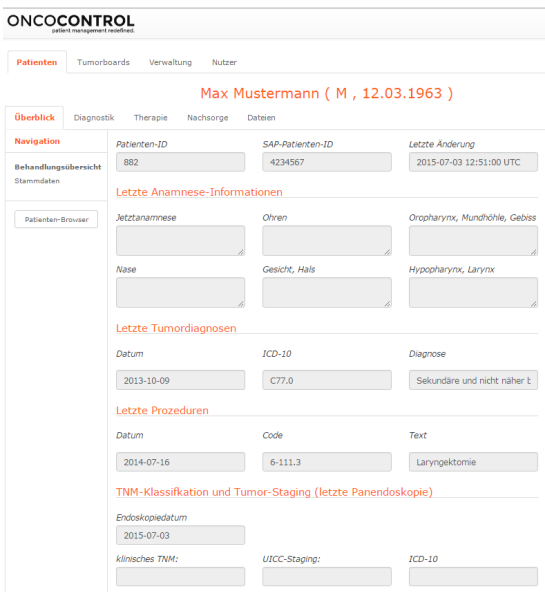 ONCOCONTROL
patient management redefined.
Patienten Tumorboards Verwaltung Nutzer
Max Mustermann ( M , 12.03.1963 )
Überblick Diagnostik Therapie Nachsorge Dateien
Navigation
Behandlungsübersicht
Stammdaten
Patienten-Browser
Patienten-ID SAP-Patienten-ID Letzte Änderung
882 4234567 2015-07-03 12:51:00 UTC
Letzte Anamnese-Informationen
Jetztanamnese Ohren Oropharynx, Mundhöhle, Gebiss
Nase Gesicht, Hals Hypopharynx, Larynx
Letzte Tumordiagnosen
Datum ICD-10 Diagnose
2013-10-09 C77.0 Sekundäre und nicht näher b
Letzte Prozeduren
Datum Code Text
2014-07-16 6-111.3 Laryngektomie
TNM-Klassifkation und Tumor-Staging (letzte Panendoskopie)
Endoskopiedatum
2015-07-03
klinisches TNM: UICC-Staging: ICD-10